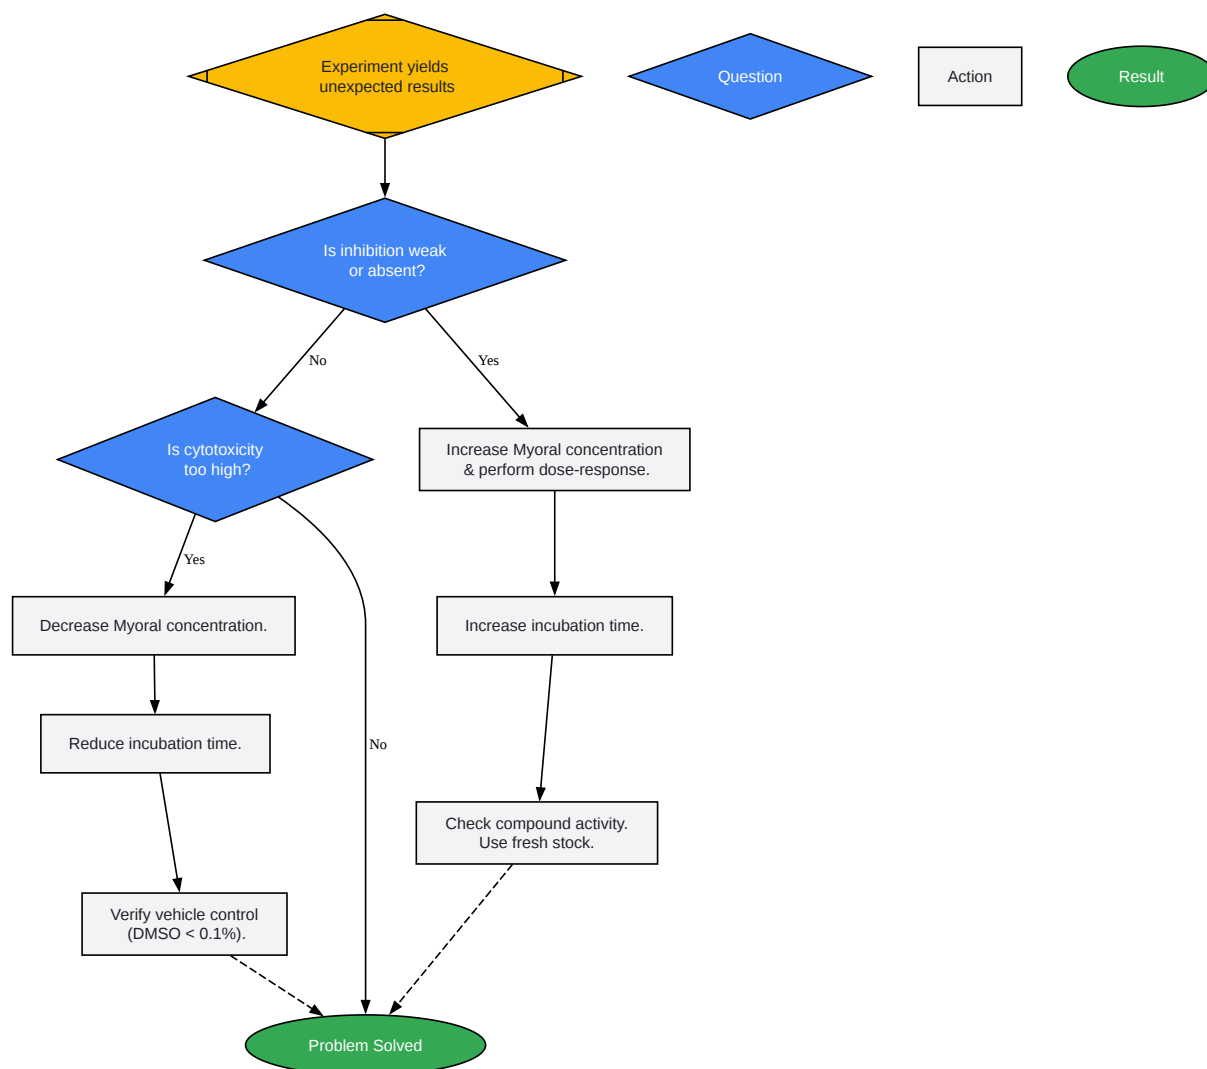 Experiment yields
unexpected results
Question
Action
Result
Is inhibition weak
or absent?
No
Yes
Is cytotoxicity
too high?
Increase Myoral concentration
& perform dose-response.
Yes
Decrease Myoral concentration.
Increase incubation time.
Reduce incubation time.
No
Check compound activity.
Use fresh stock.
Verify vehicle control
(DMSO < 0.1%).
Problem Solved